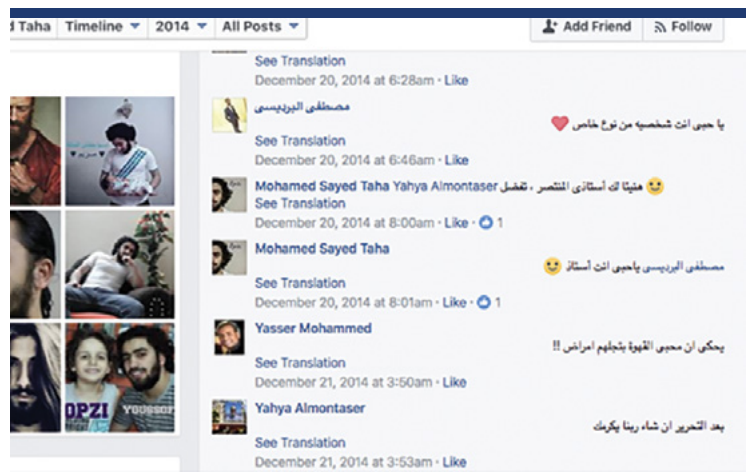 Taha Timeline 2014 All Posts Add Friend Follow
See Translation
December 20, 2014 at 6:28am · Like
مصطفى البرديسى
يا حبى انت شخصيه من نوع خاص ❤
See Translation
December 20, 2014 at 6:46am · Like
Mohamed Sayed Taha Yahya Almontaser هنيئا لك أستاذى المنتصر ، تفضل 🙂
See Translation
December 20, 2014 at 8:00am · Like · 1
Mohamed Sayed Taha
مصطفى البرديسى ياحبى انت أستاذ 🙂
See Translation
December 20, 2014 at 8:01am · Like · 1
Yasser Mohammed
يحكى ان محبى القهوة بتجلهم امراض !!
See Translation
December 21, 2014 at 3:50am · Like
Yahya Almontaser
بعد التحرير ان شاء ربنا يكرمك
See Translation
December 21, 2014 at 3:53am · Like
OPZI YOUSSOF